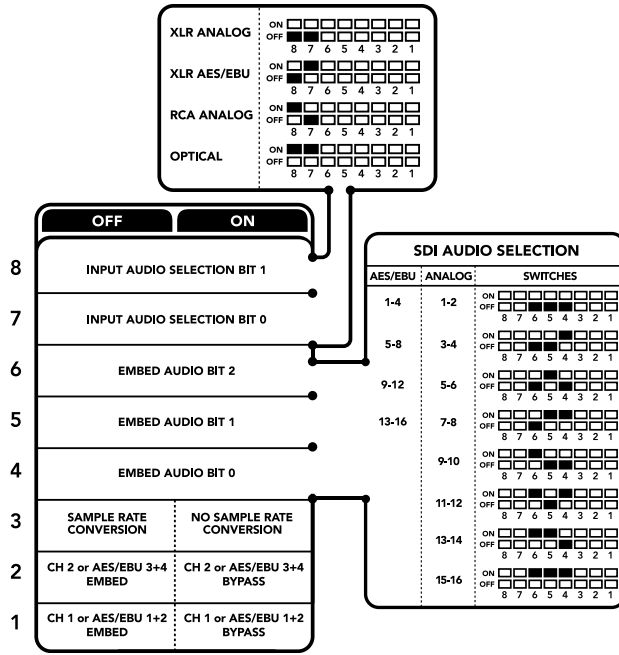 XLR ANALOG
ON
OFF
8 7 6 5 4 3 2 1
XLR AES/EBU
ON
OFF
8 7 6 5 4 3 2 1
RCA ANALOG
ON
OFF
8 7 6 5 4 3 2 1
OPTICAL
ON
OFF
8 7 6 5 4 3 2 1
OFF ON
8 INPUT AUDIO SELECTION BIT 1
7 INPUT AUDIO SELECTION BIT 0
6 EMBED AUDIO BIT 2
5 EMBED AUDIO BIT 1
4 EMBED AUDIO BIT 0
3
SAMPLE RATE
CONVERSION
NO SAMPLE RATE
CONVERSION
2
CH 2 or AES/EBU 3+4
EMBED
CH 2 or AES/EBU 3+4
BYPASS
1
CH 1 or AES/EBU 1+2
EMBED
CH 1 or AES/EBU 1+2
BYPASS
SDI AUDIO SELECTION
AES/EBU ANALOG SWITCHES
1-4 1-2
ON
OFF
8 7 6 5 4 3 2 1
5-8 3-4
ON
OFF
8 7 6 5 4 3 2 1
9-12 5-6
ON
OFF
8 7 6 5 4 3 2 1
13-16 7-8
ON
OFF
8 7 6 5 4 3 2 1
9-10
ON
OFF
8 7 6 5 4 3 2 1
11-12
ON
OFF
8 7 6 5 4 3 2 1
13-14
ON
OFF
8 7 6 5 4 3 2 1
15-16
ON
OFF
8 7 6 5 4 3 2 1